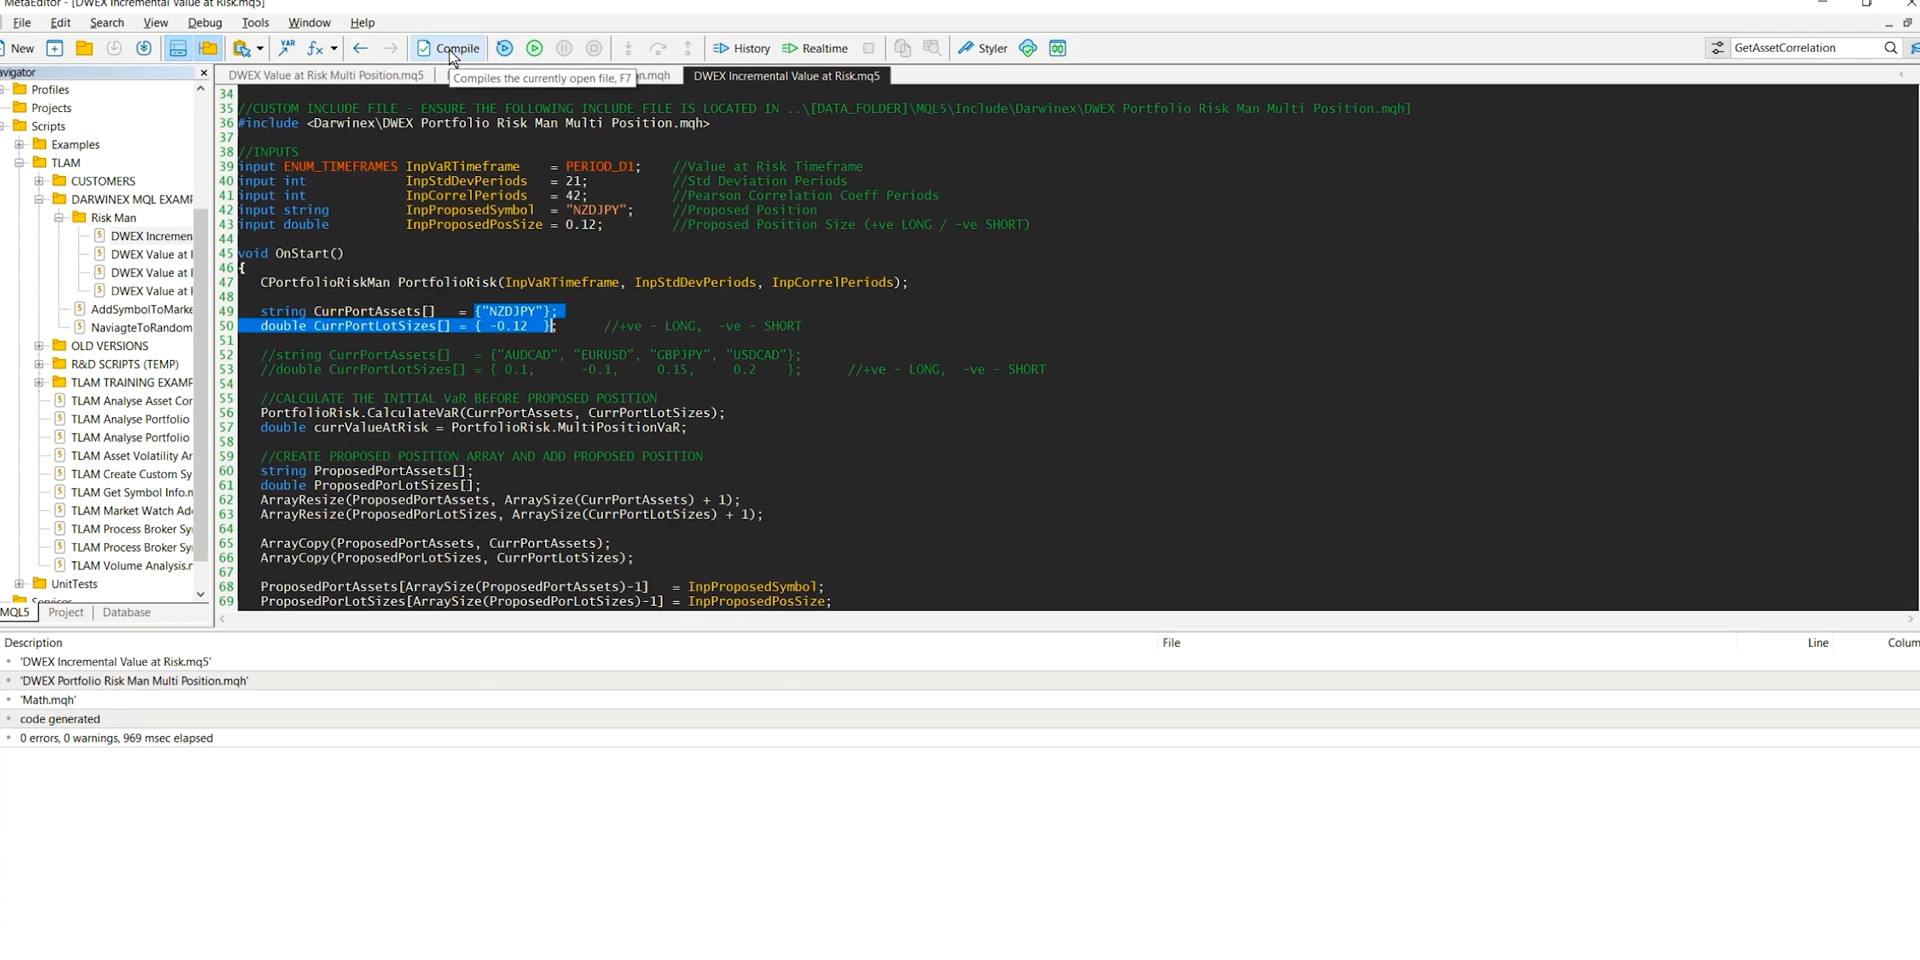 MetaEditor - [DWEX Incremental Value at Risk.mq5]
File Edit Search View Debug Tools Window Help
New Compile History Realtime Styler GetAssetCorrelation
Compiles the currently open file, F7
avigator
DWEX Value at Risk Multi Position.mq5 n.mqh DWEX Incremental Value at Risk.mq5
Profiles
Projects
Scripts
Examples
TLAM
CUSTOMERS
DARWINEX MQL EXAMF
Risk Man
DWEX Incremen
DWEX Value at I
DWEX Value at I
DWEX Value at I
AddSymbolToMarke
NaviagteToRandom
OLD VERSIONS
R&D SCRIPTS (TEMP)
TLAM TRAINING EXAMP
TLAM Analyse Asset Cor
TLAM Analyse Portfolio
TLAM Analyse Portfolio
TLAM Asset Volatility Ar
TLAM Create Custom Sy
TLAM Get Symbol Info.n
TLAM Market Watch Ad
TLAM Process Broker Sy
TLAM Process Broker Sy
TLAM Volume Analysis.r
UnitTests
MQL5 Project Database
34
35 //CUSTOM INCLUDE FILE - ENSURE THE FOLLOWING INCLUDE FILE IS LOCATED IN ..\[DATA_FOLDER]\MQL5\Include\Darwinex\DWEX Portfolio Risk Man Multi Position.mqh]
36 #include <Darwinex\DWEX Portfolio Risk Man Multi Position.mqh>
37
38 //INPUTS
39 input ENUM_TIMEFRAMES InpVaRTimeframe = PERIOD_D1; //Value at Risk Timeframe
40 input int InpStdDevPeriods = 21; //Std Deviation Periods
41 input int InpCorrelPeriods = 42; //Pearson Correlation Coeff Periods
42 input string InpProposedSymbol = "NZDJPY"; //Proposed Position
43 input double InpProposedPosSize = 0.12; //Proposed Position Size (+ve LONG / -ve SHORT)
44
45 void OnStart()
46 {
47 CPortfolioRiskMan PortfolioRisk(InpVaRTimeframe, InpStdDevPeriods, InpCorrelPeriods);
48
49 string CurrPortAssets[] = {"NZDJPY"};
50 double CurrPortLotSizes[] = { -0.12 }; //+ve - LONG, -ve - SHORT
51
52 //string CurrPortAssets[] = {"AUDCAD", "EURUSD", "GBPJPY", "USDCAD"};
53 //double CurrPortLotSizes[] = { 0.1, -0.1, 0.15, 0.2 }; //+ve - LONG, -ve - SHORT
54
55 //CALCULATE THE INITIAL VaR BEFORE PROPOSED POSITION
56 PortfolioRisk.CalculateVaR(CurrPortAssets, CurrPortLotSizes);
57 double currValueAtRisk = PortfolioRisk.MultiPositionVaR;
58
59 //CREATE PROPOSED POSITION ARRAY AND ADD PROPOSED POSITION
60 string ProposedPortAssets[];
61 double ProposedPorLotSizes[];
62 ArrayResize(ProposedPortAssets, ArraySize(CurrPortAssets) + 1);
63 ArrayResize(ProposedPorLotSizes, ArraySize(CurrPortLotSizes) + 1);
64
65 ArrayCopy(ProposedPortAssets, CurrPortAssets);
66 ArrayCopy(ProposedPorLotSizes, CurrPortLotSizes);
67
68 ProposedPortAssets[ArraySize(ProposedPortAssets)-1] = InpProposedSymbol;
69 ProposedPorLotSizes[ArraySize(ProposedPorLotSizes)-1] = InpProposedPosSize;
Description File Line Colum
'DWEX Incremental Value at Risk.mq5'
'DWEX Portfolio Risk Man Multi Position.mqh'
'Math.mqh'
code generated
0 errors, 0 warnings, 969 msec elapsed